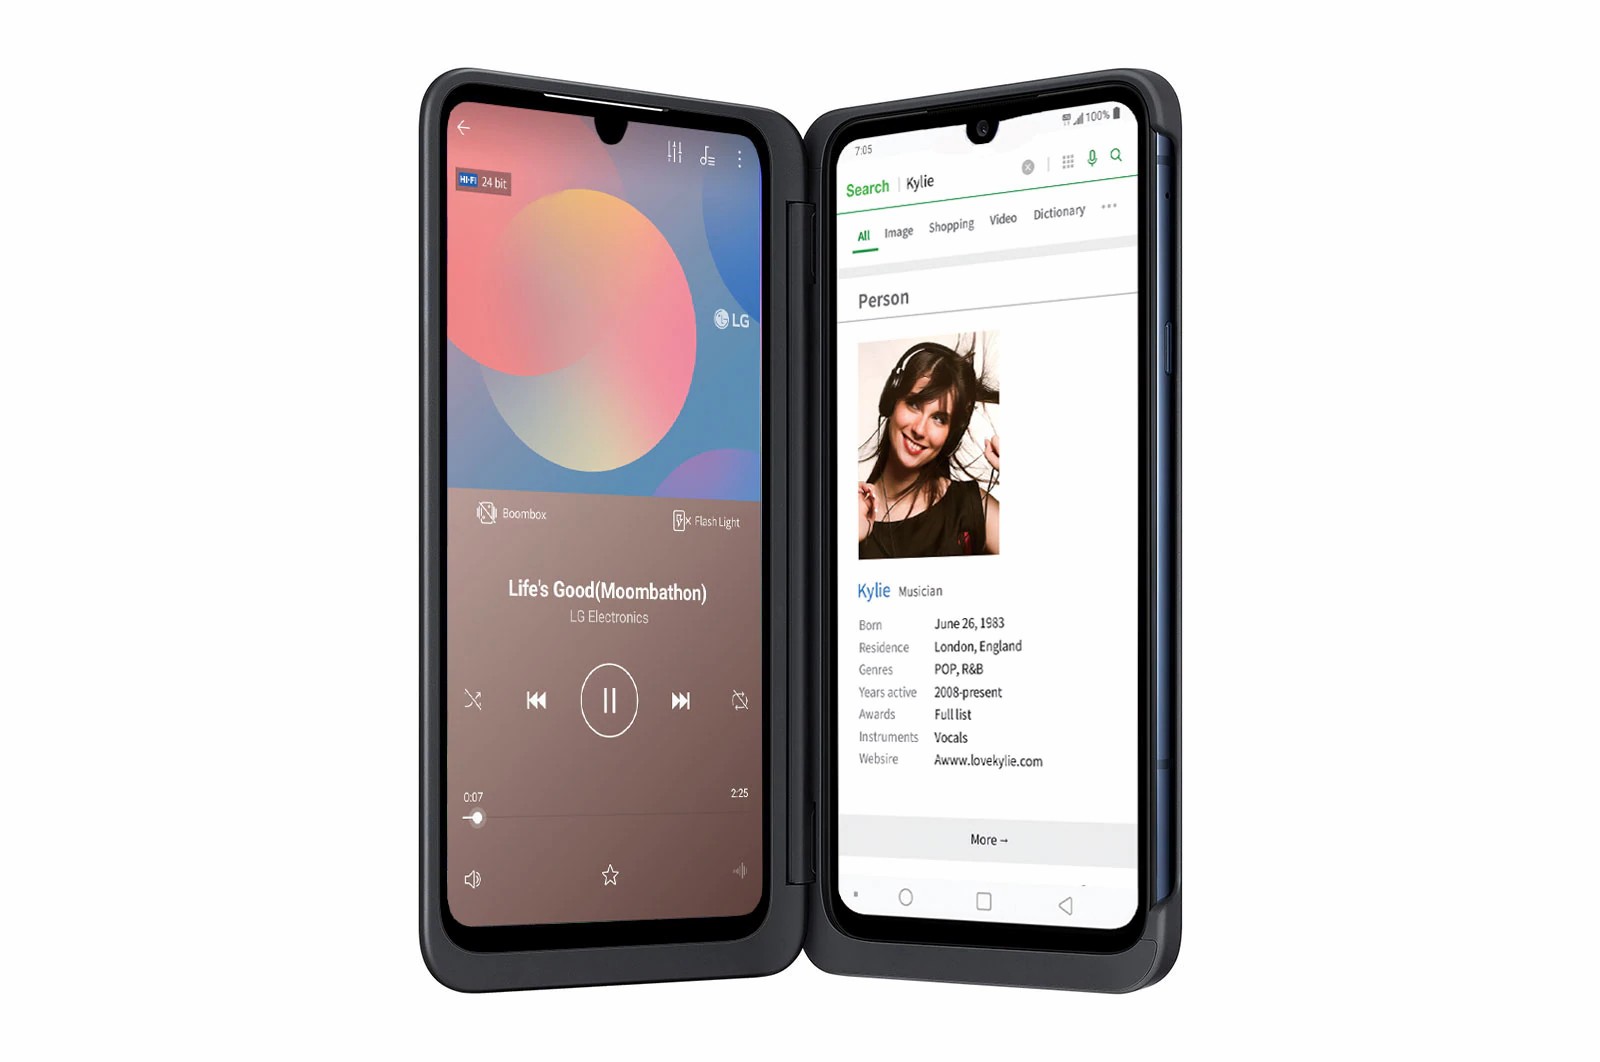 HI-FI 24 bit
LG
Boombox
Flash Light
Life's Good(Moombathon)
LG Electronics
0:07
2:25
7:05
100%
Search | Kylie
All Image Shopping Video Dictionary
Person
Kylie Musician
Born June 26, 1983
Residence London, England
Genres POP, R&B
Years active 2008-present
Awards Full list
Instruments Vocals
Websire Awww.lovekylie.com
More→